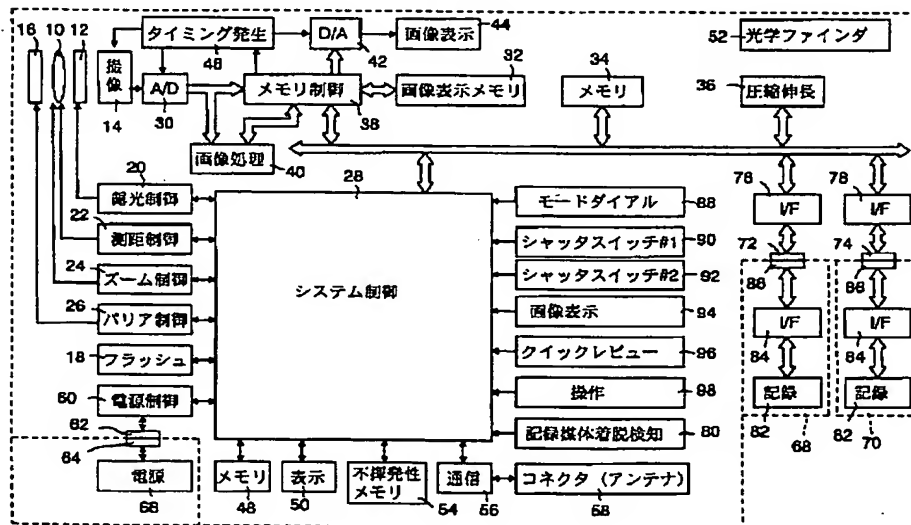 44
16 10 12 タイミング発生 D/A 画像表示 52 光学ファインダ
48 42 32 34 36
撮像 A/D メモリ制御 画像表示メモリ メモリ 圧縮伸長
14 30 38
画像処理
40
20 28 78 78
露光制御 モードダイアル 88 I/F I/F
22
測距制御 シャッタスイッチ#1 90 72 74
24 シャッタスイッチ#2 92 86 86
ズーム制御 システム制御
26 画像表示 94 I/F I/F
バリア制御 84 84
18 フラッシュ クイックレビュー 96
60 電源制御 操作 98 記録 記録
62 82 68 82 70
64 記録媒体着脱検知 80
電源 メモリ 表示 不揮発性メモリ 通信 コネクタ (アンテナ)
66 48 50 54 56 58